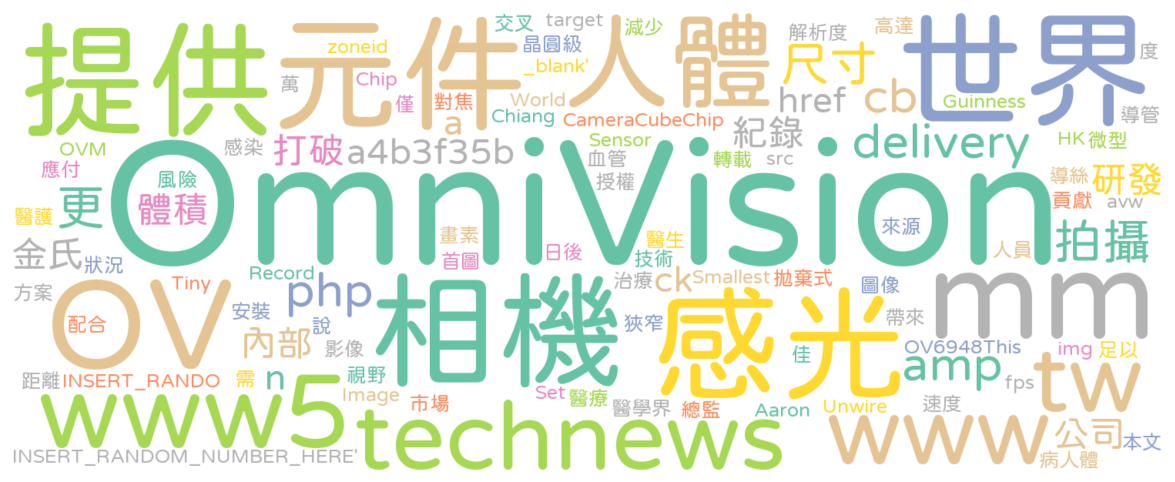 提供
元件
人體
世界
zoneid
Chip
萬
僅
對焦
交叉
target
減少
晶圓級
_blank'
World
Chiang
a
CameraCubeChip
解析度
高達
尺寸
href
cb
度
Guinness
導管
OVM
感染
打破
a4b3f35b
Sensor
血管
轉載
src
紀錄
delivery
HK
微型
應付
風險
授權
導絲
研發
貢獻
avw
醫護
更
體積
OmniVision
金氏
狀況
畫素
首圖
日後
醫生
技術
來源
拍攝
人員
方案
Tiny
Record
php
相機
治療
ck
Smallest
拋棄式
圖像
mm
OV
配合
安裝
說
內部
影像
感光
狹窄
帶來
佳
OV6948This
img
足以
距離
INSERT_RANDO
需
n
視野
amp
fps
tw
www
5
Image
市場
Set
醫療
醫學界
總監
Aaron
Unwire
速度
technews
www
公司
本文
INSERT_RANDOM_NUMBER_HERE'
病人體